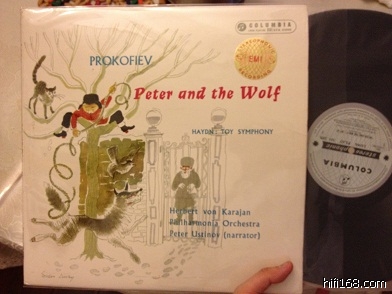 COLUMBIA
PROKOFIEV
EMI
Peter and the Wolf
HAYDN: TOY SYMPHONY
Herbert von Karajan
Philharmonia Orchestra
Peter Ustinov (narrator)
COLUMBIA
hifi168.com